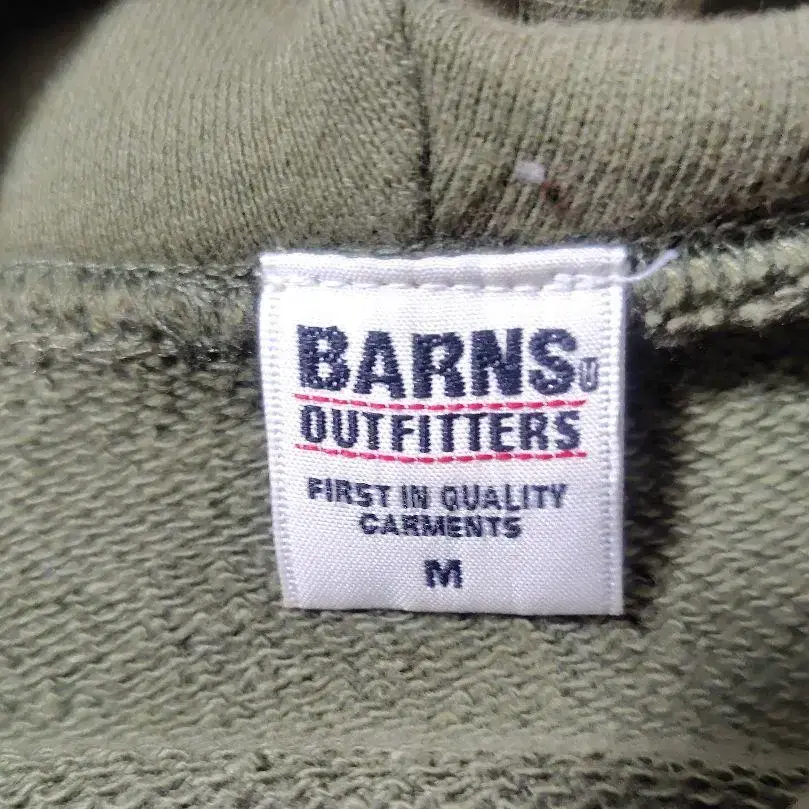 BARNS
OUTFITTERS
FIRST IN QUALITY
GARMENTS
M